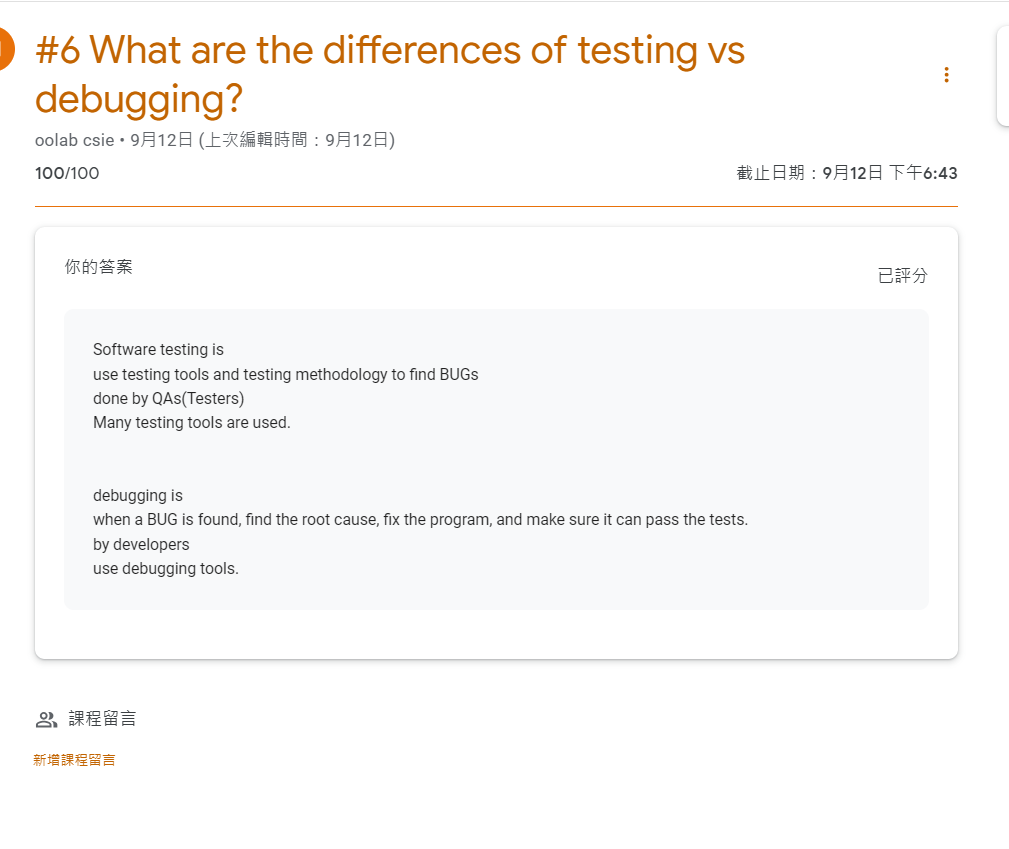 #6 What are the differences of testing vs
debugging?
oolab csie • 9月12日 (上次編輯時間：9月12日)
100/100
截止日期：9月12日 下午6:43
你的答案
已評分
Software testing is
use testing tools and testing methodology to find BUGs
done by QAs(Testers)
Many testing tools are used.
debugging is
when a BUG is found, find the root cause, fix the program, and make sure it can pass the tests.
by developers
use debugging tools.
課程留言
新增課程留言